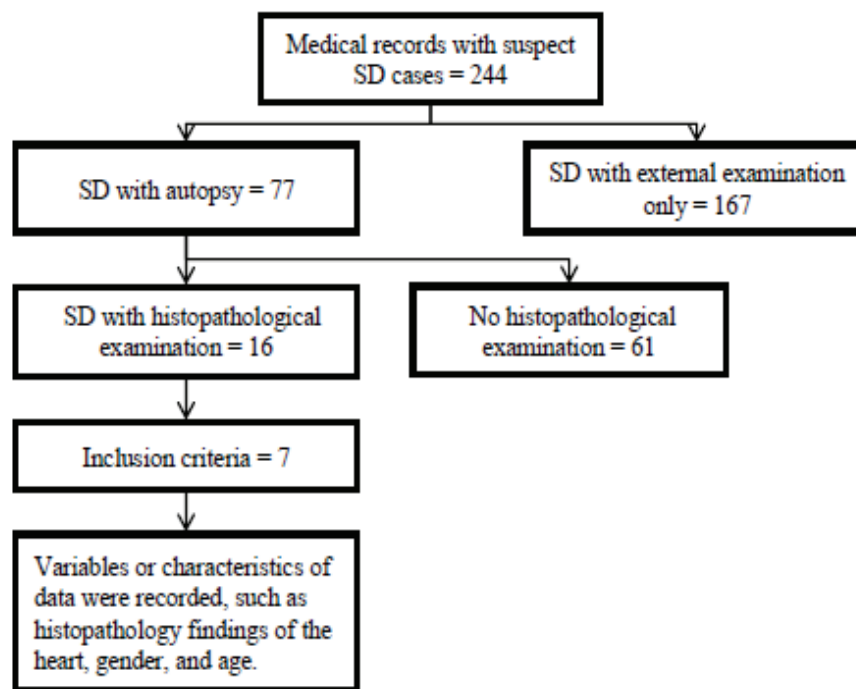 Medical records with suspect
SD cases = 244
SD with autopsy = 77
SD with external examination
only = 167
SD with histopathological
examination = 16
No histopathological
examination = 61
Inclusion criteria = 7
Variables or characteristics of
data were recorded, such as
histopathology findings of the
heart, gender, and age.